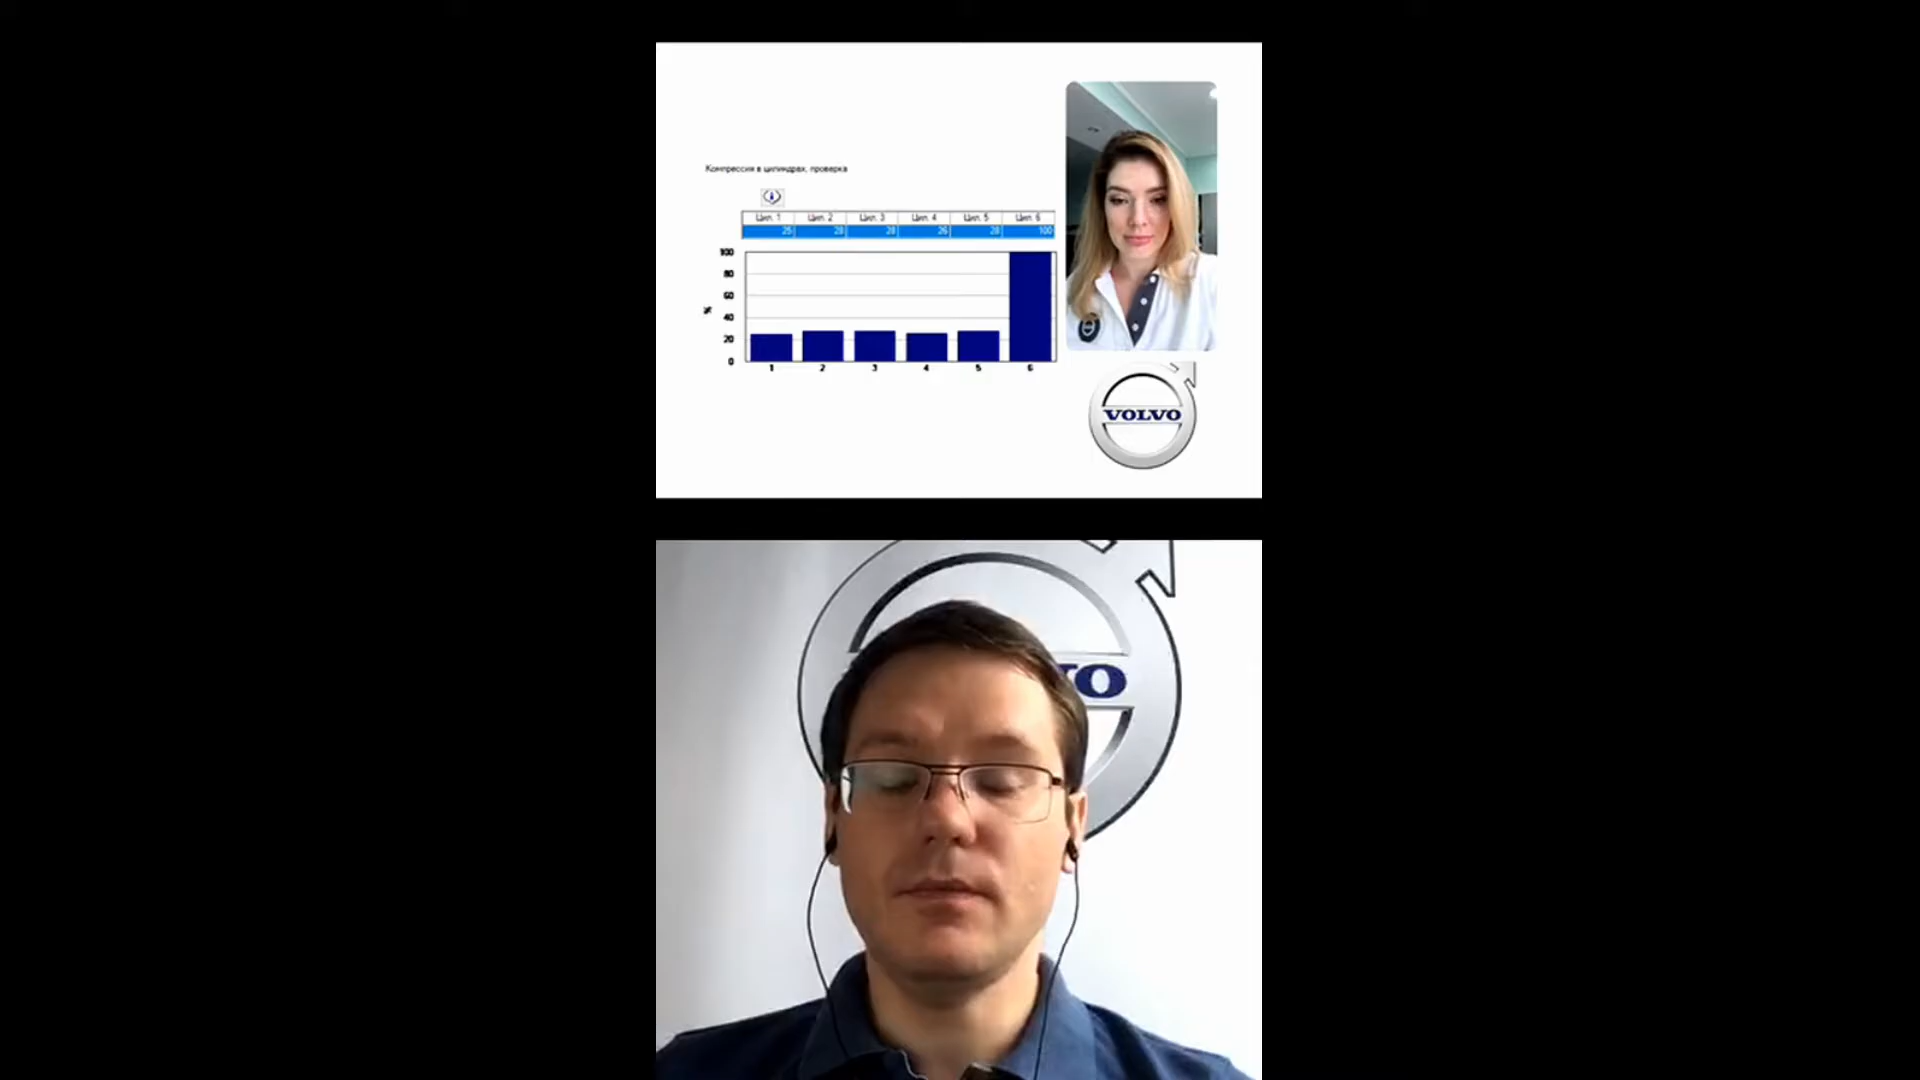 Компрессия в цилиндрах, проверка
Цил. 1 Цил. 2 Цил. 3 Цил. 4 Цил. 5 Цил. 6
25 28 28 26 28 100
100
80
60
40
20
0
%
1 2 3 4 5 6
VOLVO
VO